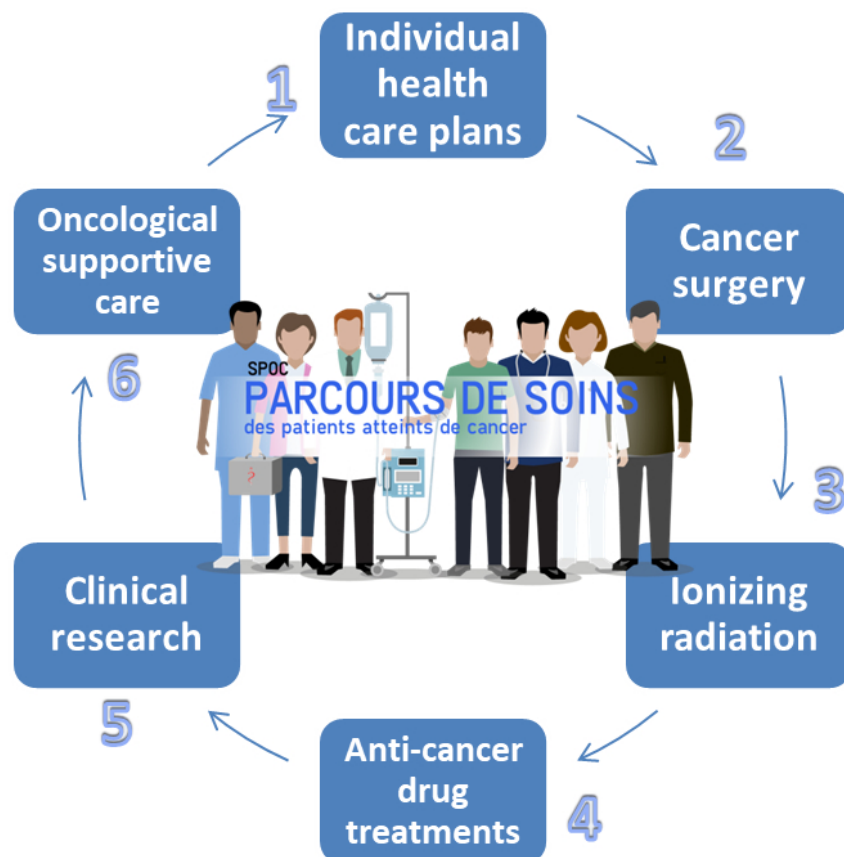 1
Individual
health
care plans
2
Cancer
surgery
3
Ionizing
radiation
4
Anti-cancer
drug
treatments
5
Clinical
research
6
Oncological
supportive
care
SPOC
PARCOURS DE SOINS
des patients atteints de cancer